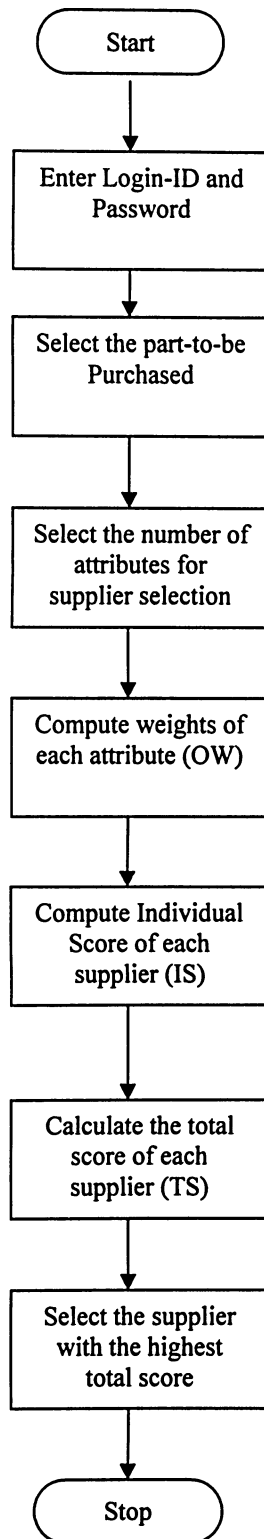 Start
Enter Login-ID and
Password
Select the part-to-be
Purchased
Select the number of
attributes for
supplier selection
Compute weights of
each attribute (OW)
Compute Individual
Score of each
supplier (IS)
Calculate the total
score of each
supplier (TS)
Select the supplier
with the highest
total score
Stop